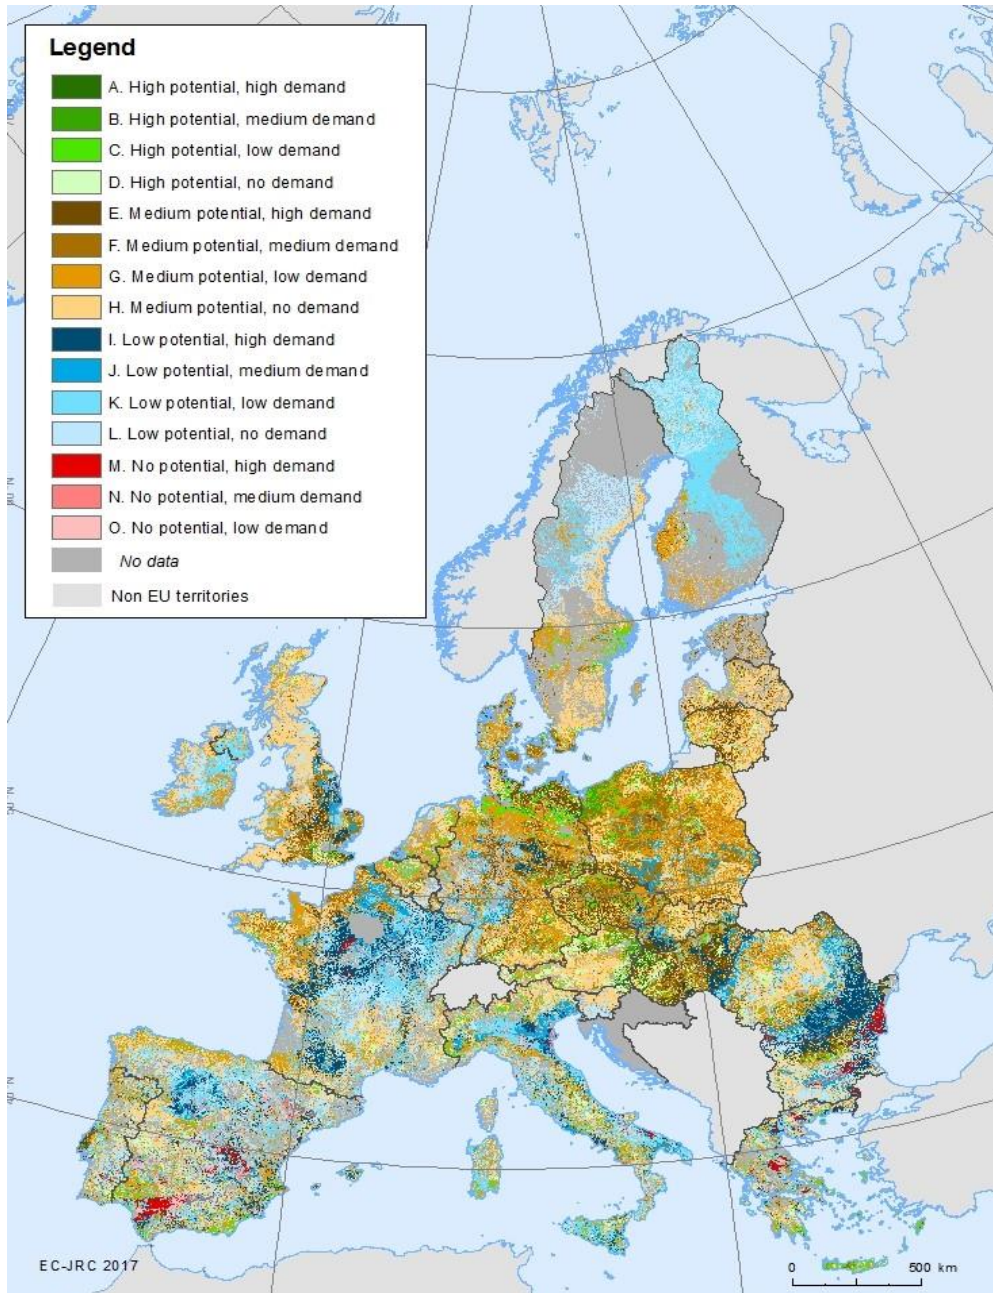 Legend
A. High potential, high demand
B. High potential, medium demand
C. High potential, low demand
D. High potential, no demand
E. Medium potential, high demand
F. Medium potential, medium demand
G. Medium potential, low demand
H. Medium potential, no demand
I. Low potential, high demand
J. Low potential, medium demand
K. Low potential, low demand
L. Low potential, no demand
M. No potential, high demand
N. No potential, medium demand
O. No potential, low demand
No data
Non EU territories
EC-JRC 2017
0 500 km